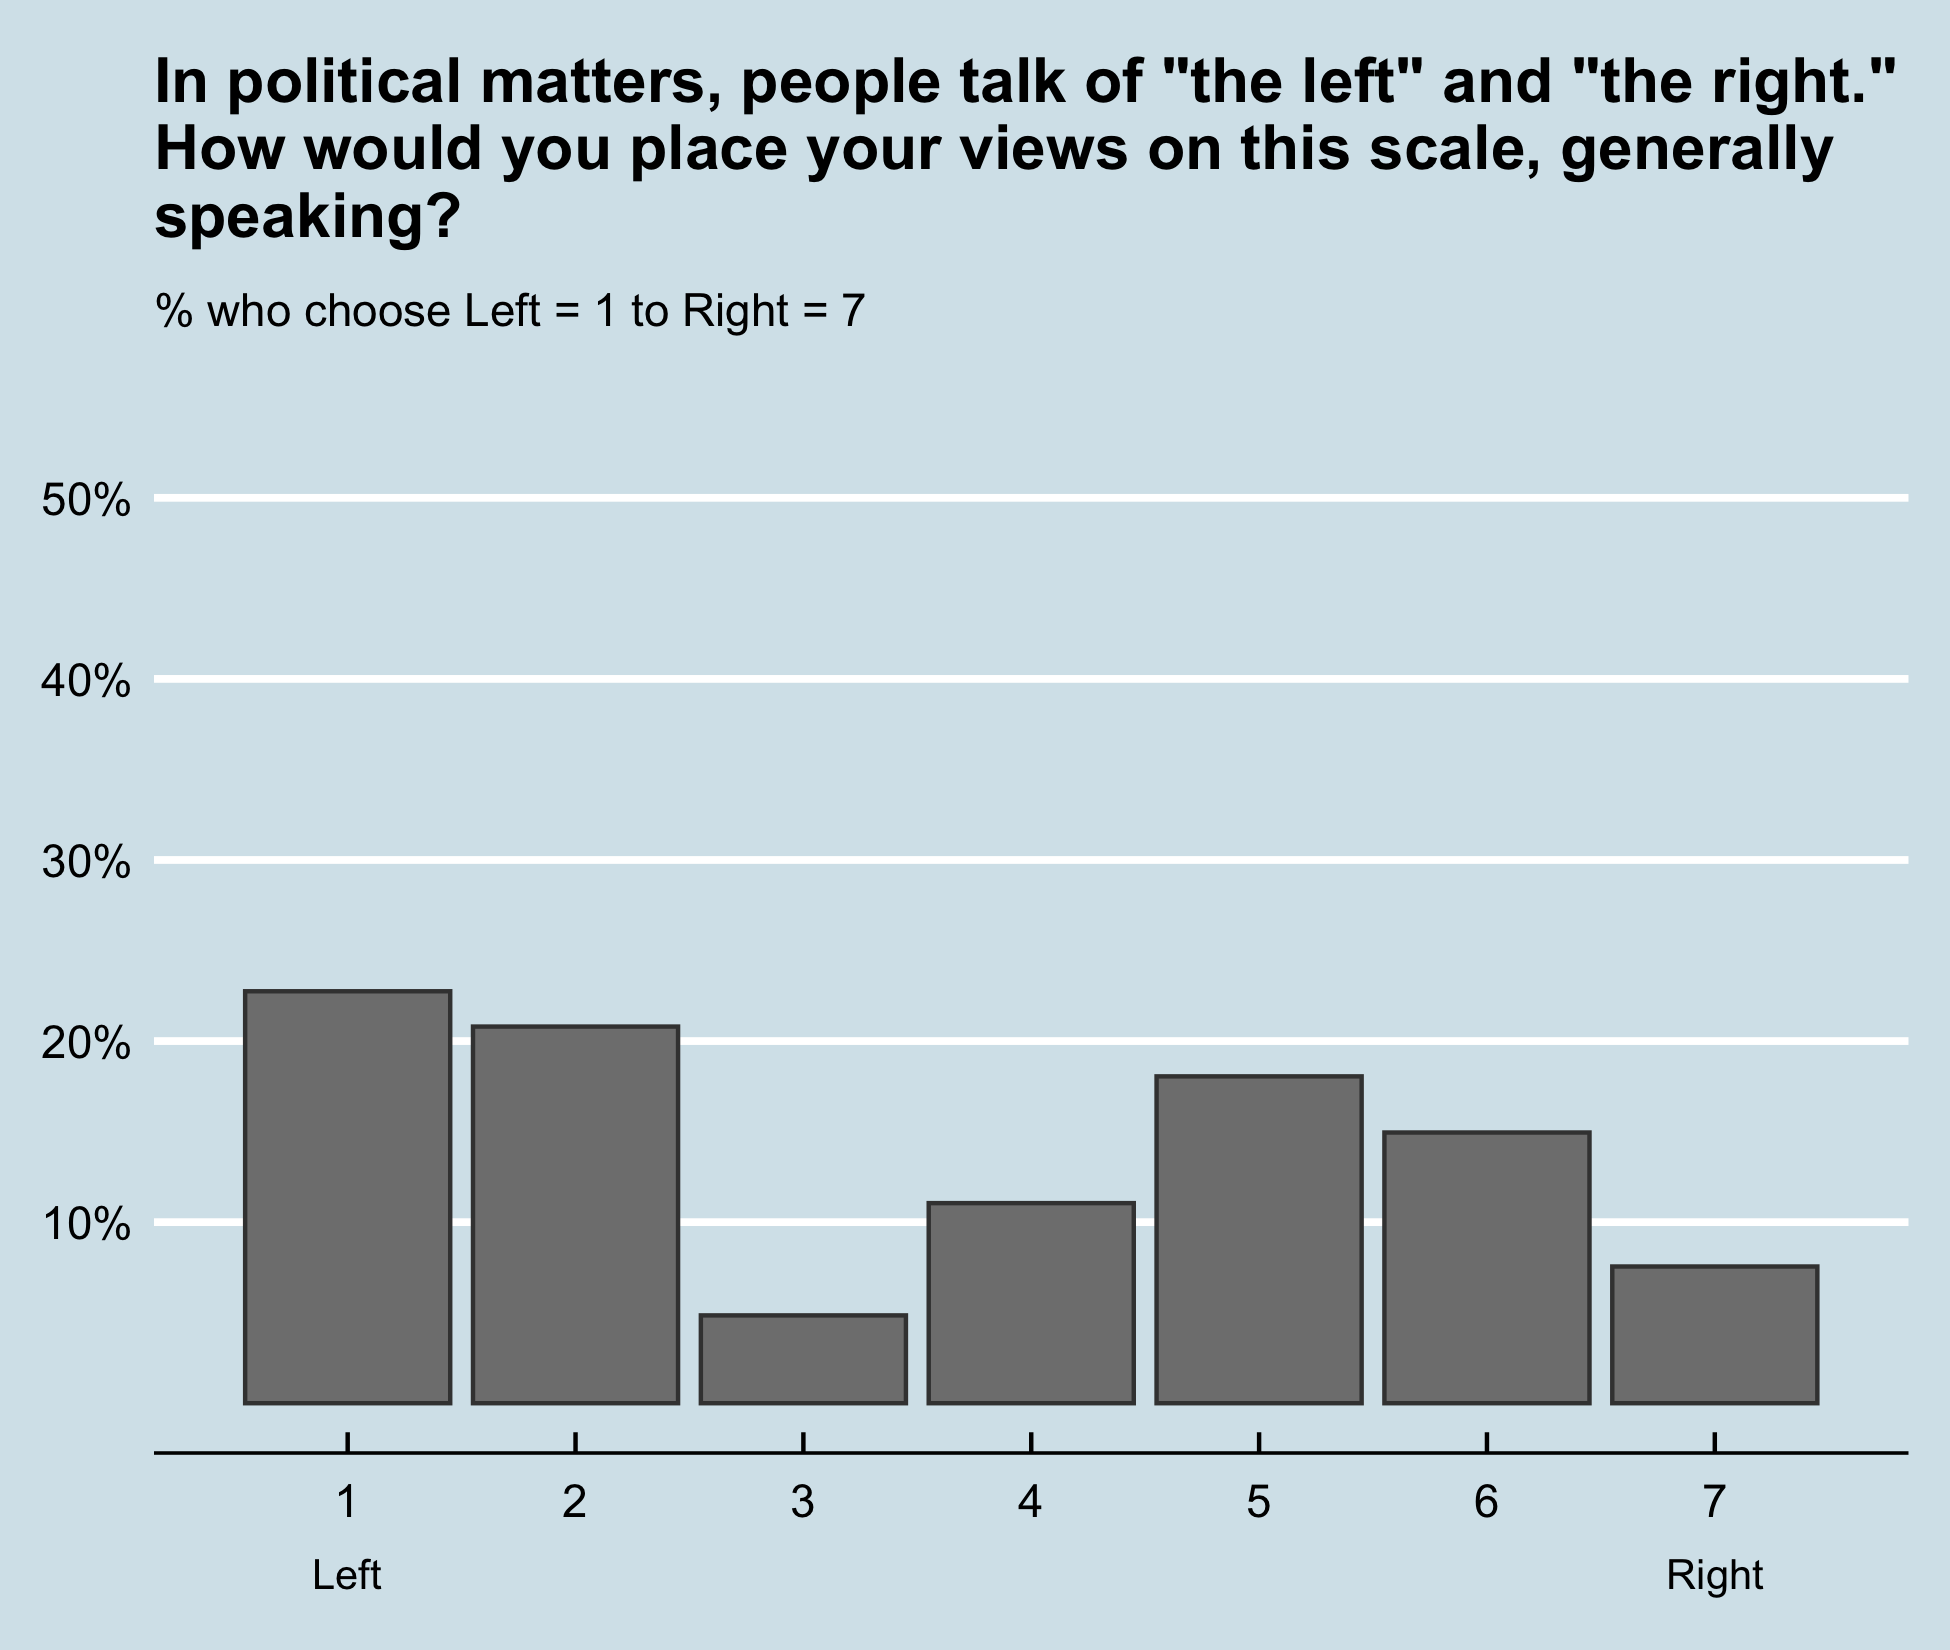 In political matters, people talk of "the left" and "the right."
How would you place your views on this scale, generally
speaking?
% who choose Left = 1 to Right = 7
50%
40%
30%
20%
10%
1 2 3 4 5 6 7
Left Right